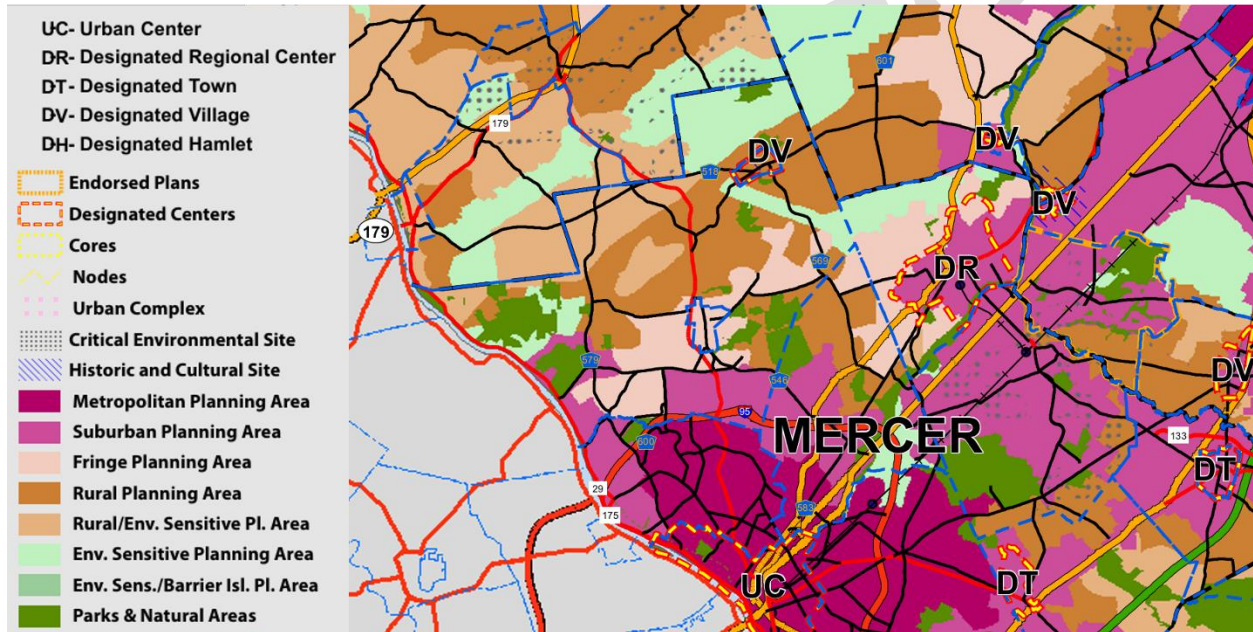 UC- Urban Center
DR- Designated Regional Center
DT- Designated Town
DV- Designated Village
DH- Designated Hamlet
Endorsed Plans
Designated Centers
Cores
Nodes
Urban Complex
Critical Environmental Site
Historic and Cultural Site
Metropolitan Planning Area
Suburban Planning Area
Fringe Planning Area
Rural Planning Area
Rural/Env. Sensitive Pl. Area
Env. Sensitive Planning Area
Env. Sens./Barrier Isl. Pl. Area
Parks & Natural Areas
601
179
DV
DV
518
DV
179
569
DR
579
DV
546
95
MERCER
133
600
DT
29
175
583
UC
DT